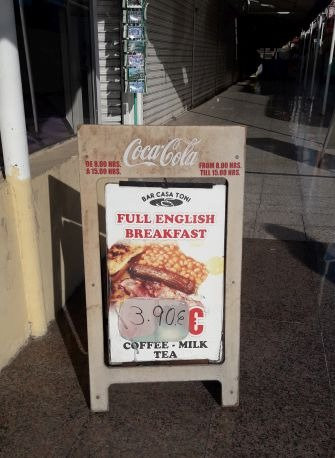 Coca-Cola
DE 8.00 HRS.
A 15.00 HRS.
FROM 8.00 HRS.
TILL 15.00 HRS.
BAR CASA TONI
FULL ENGLISH
BREAKFAST
3.90€ €
COFFEE - MILK
TEA